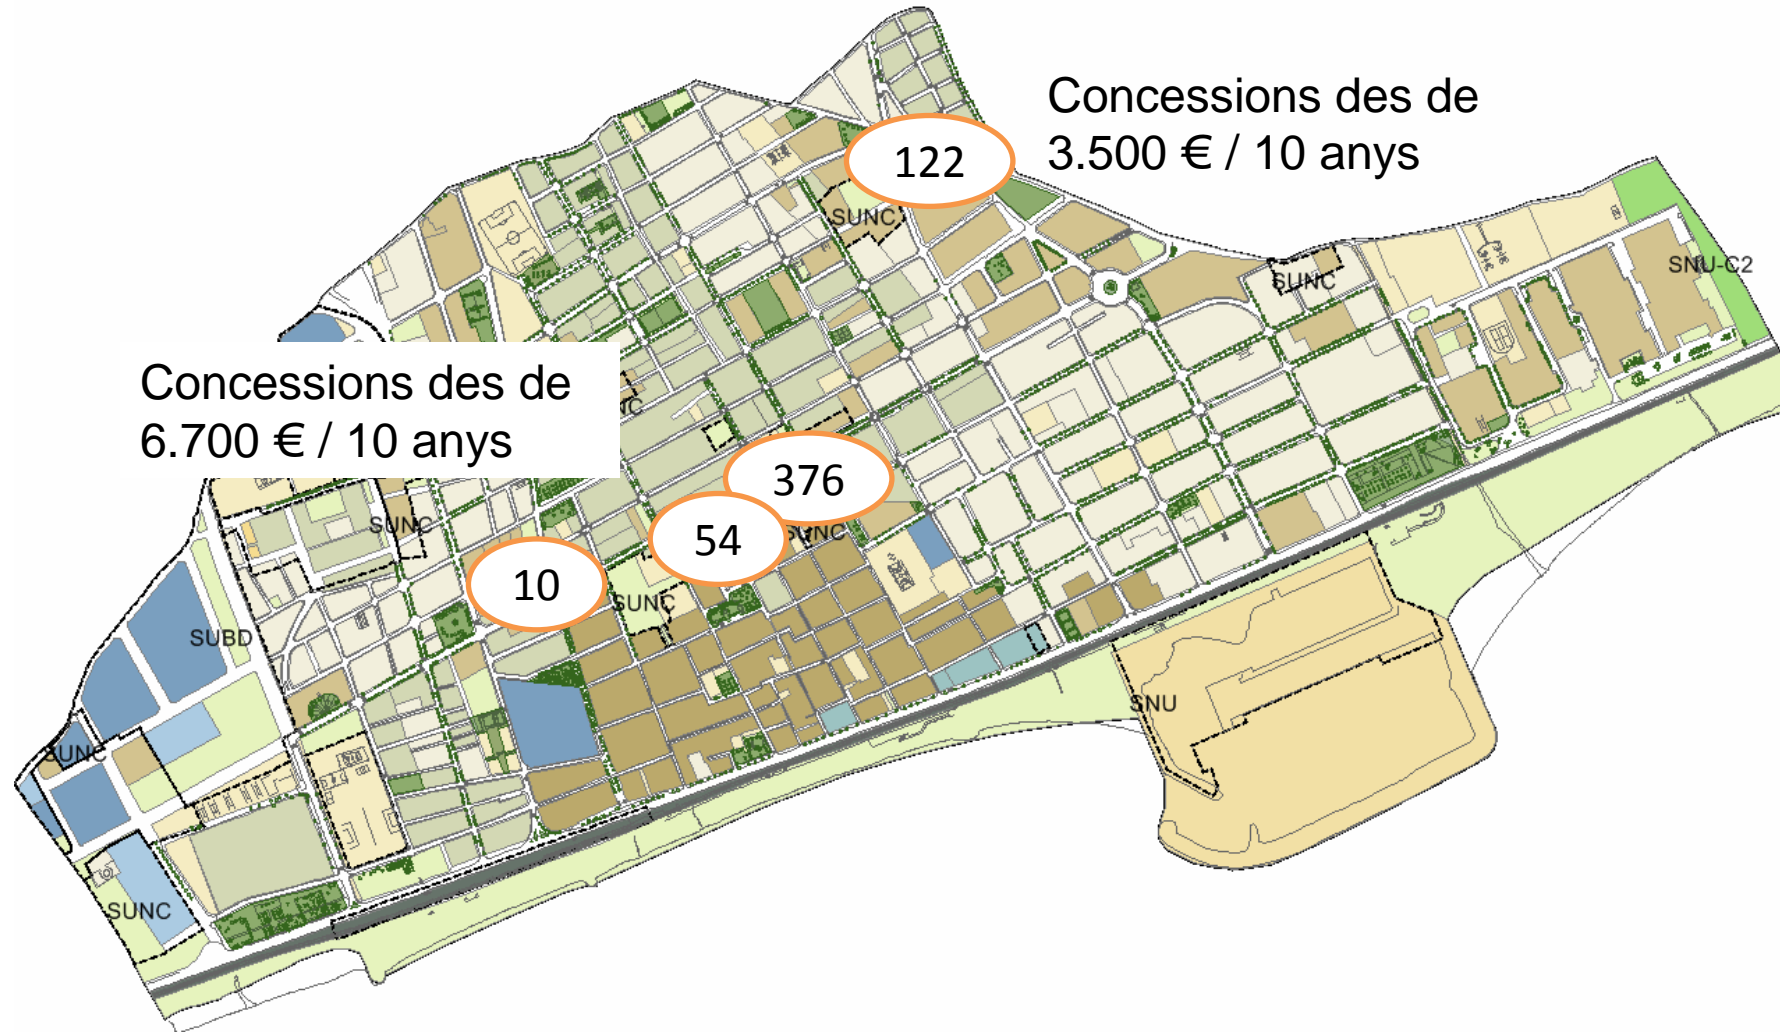 Concessions des de
3.500 € / 10 anys
122
SUNC
SNU-C2
SUNC
Concessions des de
6.700 € / 10 anys
376
SUNC
54
SUNC
10
SUNC
SUBD
SNU
SUNC
SUNC